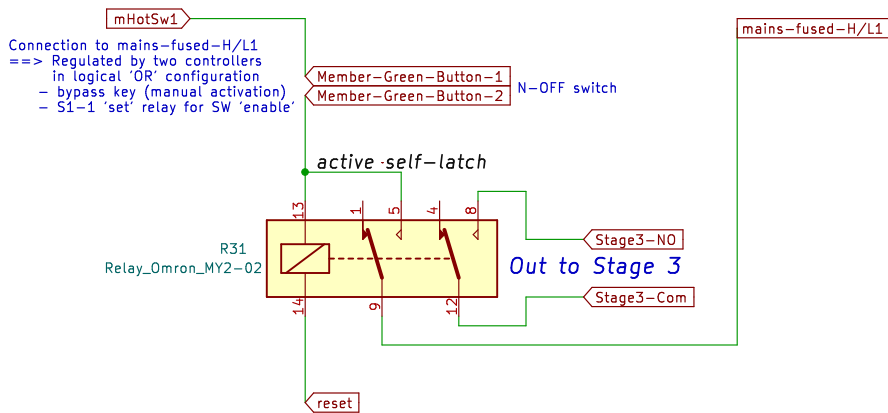 mHotSw1
mains-fused-H/L1
Connection to mains-fused-H/L1
==> Regulated by two controllers
in logical 'OR' configuration
- bypass key (manual activation)
- S1-1 'set' relay for SW 'enable'
Member-Green-Button-1
Member-Green-Button-2
N-OFF switch
active self-latch
13
1
5
4
8
R31
Relay_Omron_MY2-02
Stage3-NO
Out to Stage 3
Stage3-Com
14
9
12
reset